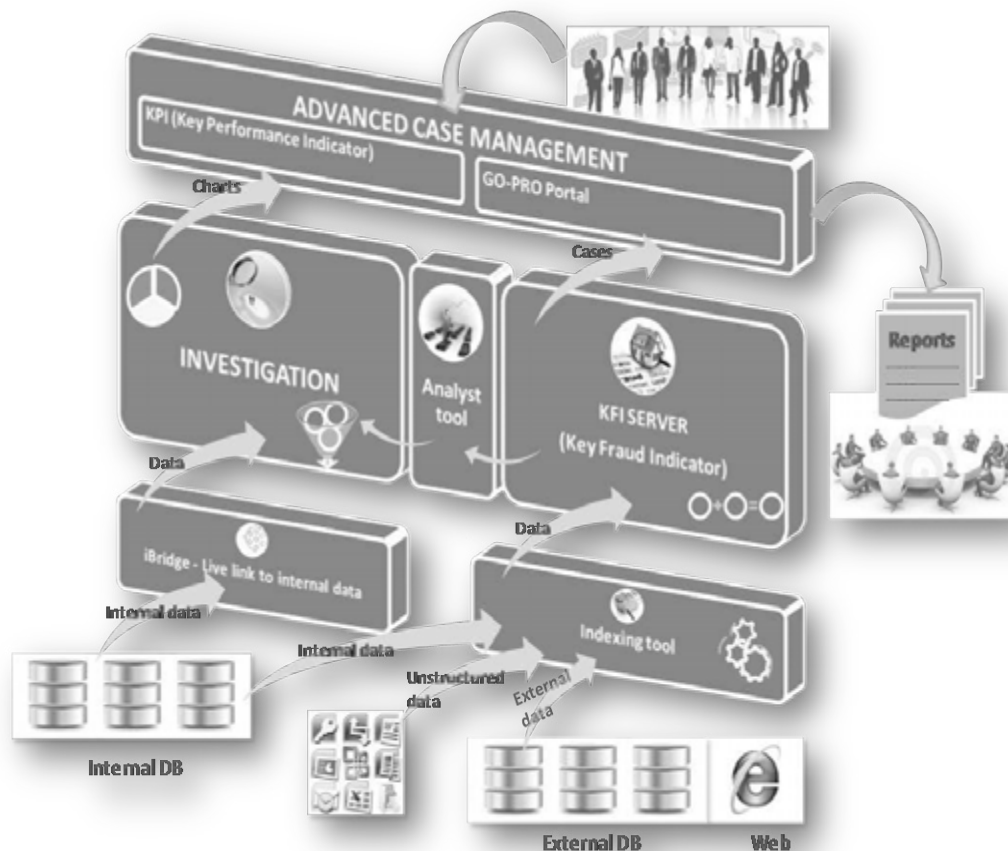 ADVANCED CASE MANAGEMENT
KPI (Key Performance Indicator)
GO-PRO Portal
Charts
Cases
Reports
INVESTIGATION
Analyst
tool
KFI SERVER
(Key Fraud Indicator)
Data
Data
iBridge - Live link to internal data
Indexing tool
Internal data
Internal data
Unstructured
data
External
data
Internal DB
External DB
Web